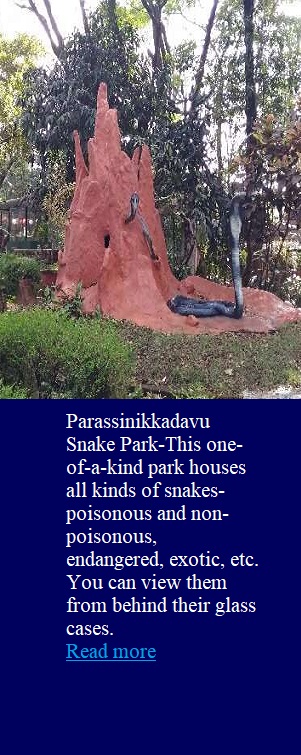 Parassinikkadavu
Snake Park-This one-
of-a-kind park houses
all kinds of snakes-
poisonous and non-
poisonous,
endangered, exotic, etc.
You can view them
from behind their glass
cases.
Read more